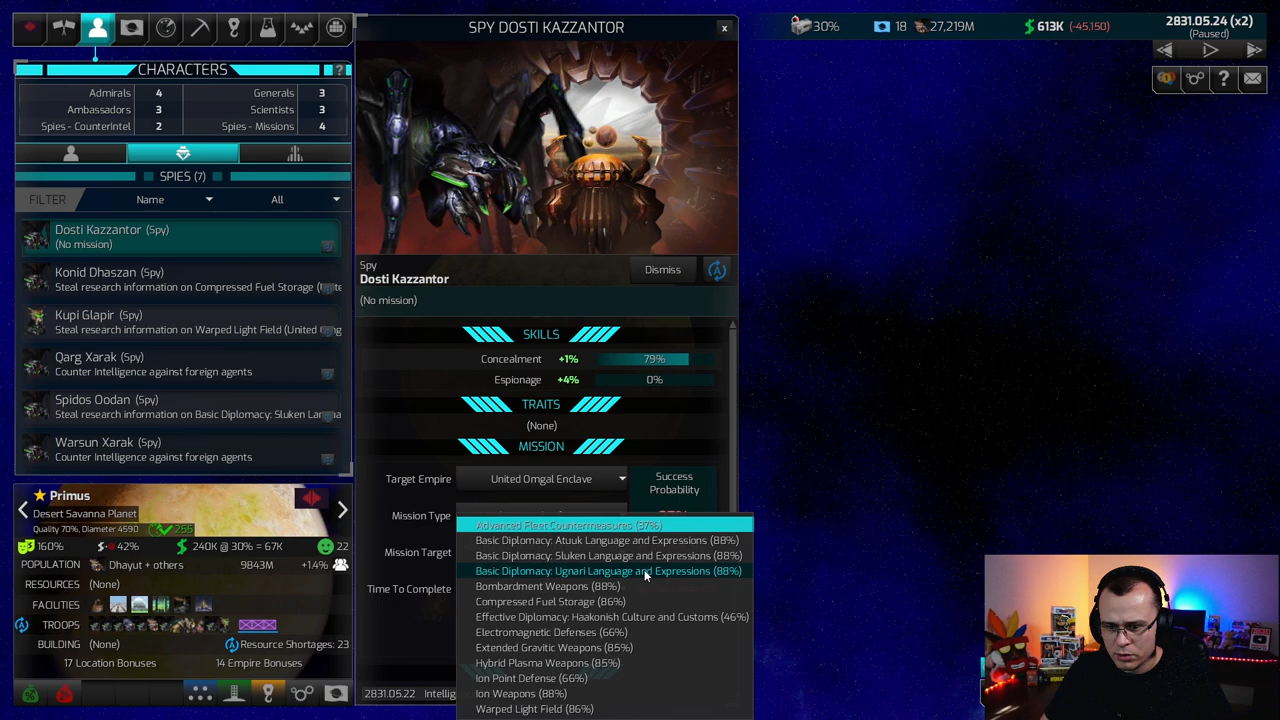 SPY DOSTI KAZZANTOR
x
30%
18
27,219M
613K (-45,150)
2831.05.24 (x2)
(Paused)
CHARACTERS
?
Admirals 4 Generals 3
Ambassadors 3 Scientists 3
Spies - CounterIntel 2 Spies - Missions 4
SPIES (7)
FILTER Name All
Dosti Kazzantor (Spy)
(No mission)
Konid Dhaszan (Spy)
Steal research information on Compressed Fuel Storage
Kupi Glapir (Spy)
Steal research information on Warped Light Field (United
Qarg Xarak (Spy)
Counter Intelligence against foreign agents
Spidos Oodan (Spy)
Steal research information on Basic Diplomacy: Sluken
Warsun Xarak (Spy)
Counter Intelligence against foreign agents
Primus
Desert Savanna Planet
Quality 70%, Diameter 4590 255
160% 42% 240K @ 30% = 67K 22
POPULATION Dhayut + others 9843M +1.4%
RESOURCES (None)
FACILITIES
TROOPS
BUILDING (None) Resource Shortages: 23
17 Location Bonuses 14 Empire Bonuses
Spy
Dosti Kazzantor
Dismiss
A
(No mission)
SKILLS
Concealment +1% 79%
Espionage +4% 0%
TRAITS
(None)
MISSION
Target Empire United Omgal Enclave Success
Probability
Mission Type
Mission Target
Time To Complete
Advanced Fleet Countermeasures (37%)
Basic Diplomacy: Atuuk Language and Expressions (88%)
Basic Diplomacy: Sluken Language and Expressions (88%)
Basic Diplomacy: Ugnari Language and Expressions (88%)
Bombardment Weapons (88%)
Compressed Fuel Storage (86%)
Effective Diplomacy: Haakonish Culture and Customs (46%)
Electromagnetic Defenses (66%)
Extended Gravitic Weapons (85%)
Hybrid Plasma Weapons (85%)
Ion Point Defense (66%)
Ion Weapons (88%)
Warped Light Field (86%)
2831.05.22 Intellig
?